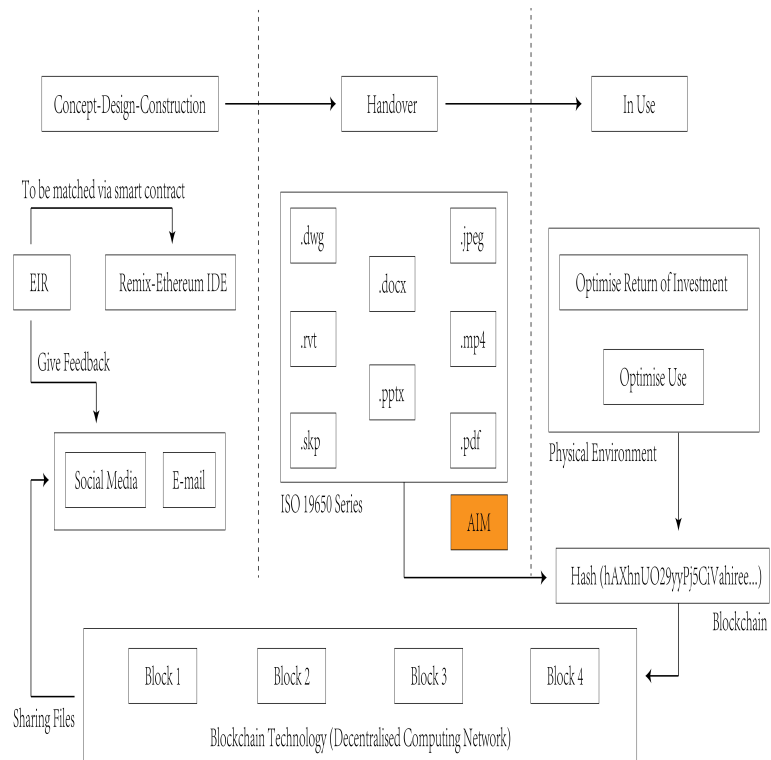 Concept-Design-Construction
Handover
In Use
To be matched via smart contract
EIR
Remix-Ethereum IDE
Give Feedback
Social Media
E-mail
.dwg
.jpeg
.docx
.rvt
.mp4
.pptx
.skp
.pdf
ISO 19650 Series
AIM
Optimise Return of Investment
Optimise Use
Physical Environment
Hash (hAXhnUO29yyPj5CiVahiree...)
Blockchain
Block 1
Block 2
Block 3
Block 4
Sharing Files
Blockchain Technology (Decentralised Computing Network)